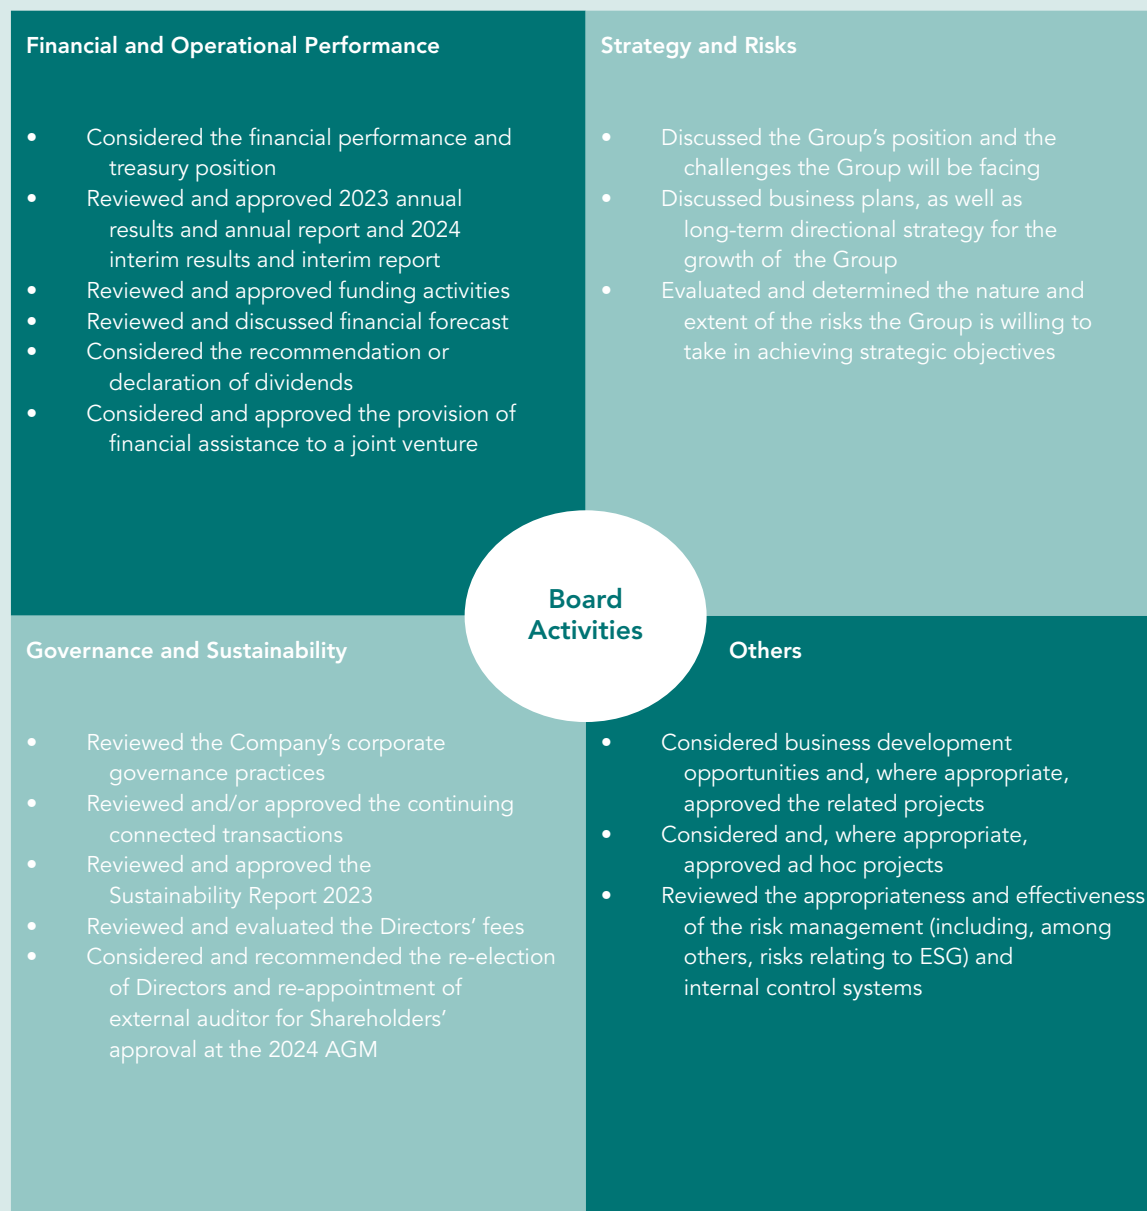 Financial and Operational Performance
• Considered the financial performance and
treasury position
• Reviewed and approved 2023 annual
results and annual report and 2024
interim results and interim report
• Reviewed and approved funding activities
• Reviewed and discussed financial forecast
• Considered the recommendation or
declaration of dividends
• Considered and approved the provision of
financial assistance to a joint venture
Strategy and Risks
• Discussed the Group’s position and the
challenges the Group will be facing
• Discussed business plans, as well as
long-term directional strategy for the
growth of the Group
• Evaluated and determined the nature and
extent of the risks the Group is willing to
take in achieving strategic objectives
Board
Activities
Governance and Sustainability
• Reviewed the Company’s corporate
governance practices
• Reviewed and/or approved the continuing
connected transactions
• Reviewed and approved the
Sustainability Report 2023
• Reviewed and evaluated the Directors’ fees
• Considered and recommended the re-election
of Directors and re-appointment of
external auditor for Shareholders’
approval at the 2024 AGM
Others
• Considered business development
opportunities and, where appropriate,
approved the related projects
• Considered and, where appropriate,
approved ad hoc projects
• Reviewed the appropriateness and effectiveness
of the risk management (including, among
others, risks relating to ESG) and
internal control systems